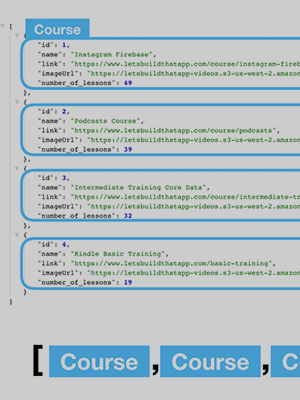 Course
[
{
"id": 1,
"name": "Instagram Firebase",
"link": "https://www.letsbuildthatapp.com/course/instagram-fireb
"imageUrl": "https://letsbuildthatapp-videos.s3-us-west-2.amazon
"number_of_lessons": 49
},
{
"id": 2,
"name": "Podcasts Course",
"link": "https://www.letsbuildthatapp.com/course/podcasts",
"imageUrl": "https://letsbuildthatapp-videos.s3-us-west-2.amazon
"number_of_lessons": 39
},
{
"id": 3,
"name": "Intermediate Training Core Data",
"link": "https://www.letsbuildthatapp.com/course/intermediate-t
"imageUrl": "https://letsbuildthatapp-videos.s3-us-west-2.amazon
"number_of_lessons": 32
},
{
"id": 4,
"name": "Kindle Basic Training",
"link": "https://www.letsbuildthatapp.com/basic-training",
"imageUrl": "https://letsbuildthatapp-videos.s3-us-west-2.amazon
"number_of_lessons": 19
}
]
[ Course , Course , C